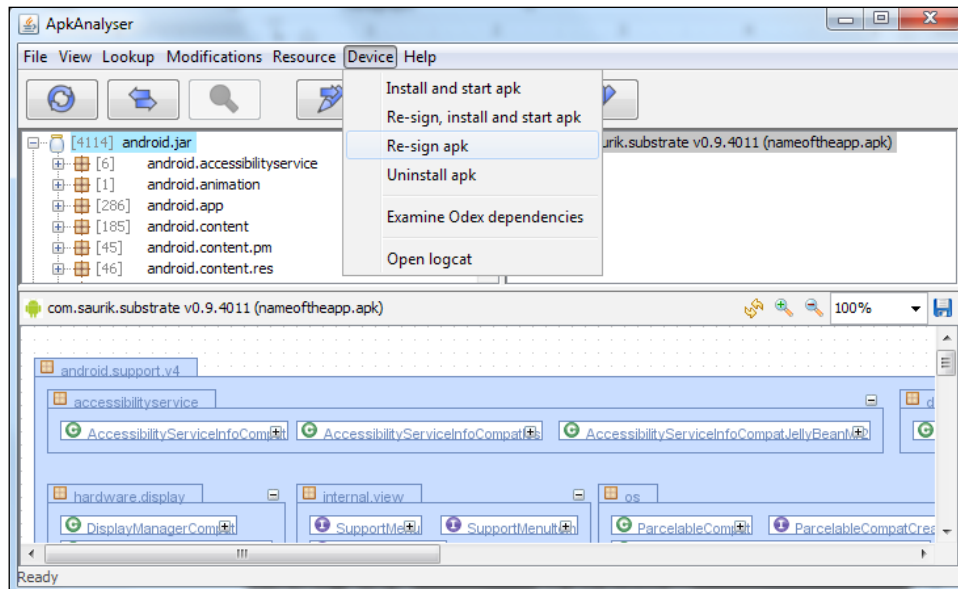 ApkAnalyser
File View Lookup Modifications Resource Device Help
Install and start apk
Re-sign, install and start apk
Re-sign apk
Uninstall apk
Examine Odex dependencies
Open logcat
[4114] android.jar
[6] android.accessibilityservice
[1] android.animation
[286] android.app
[185] android.content
[45] android.content.pm
[46] android.content.res
urik.substrate v0.9.4011 (nameoftheapp.apk)
com.saurik.substrate v0.9.4011 (nameoftheapp.apk)
100%
android.support.v4
accessibilityservice
d
AccessibilityServiceInfoCompat
AccessibilityServiceInfoCompatIcs
AccessibilityServiceInfoCompatJellyBeanMR2
hardware.display
internal.view
os
DisplayManagerCompat
SupportMenu
SupportMenuItem
ParcelableCompat
ParcelableCompatCrea
Ready